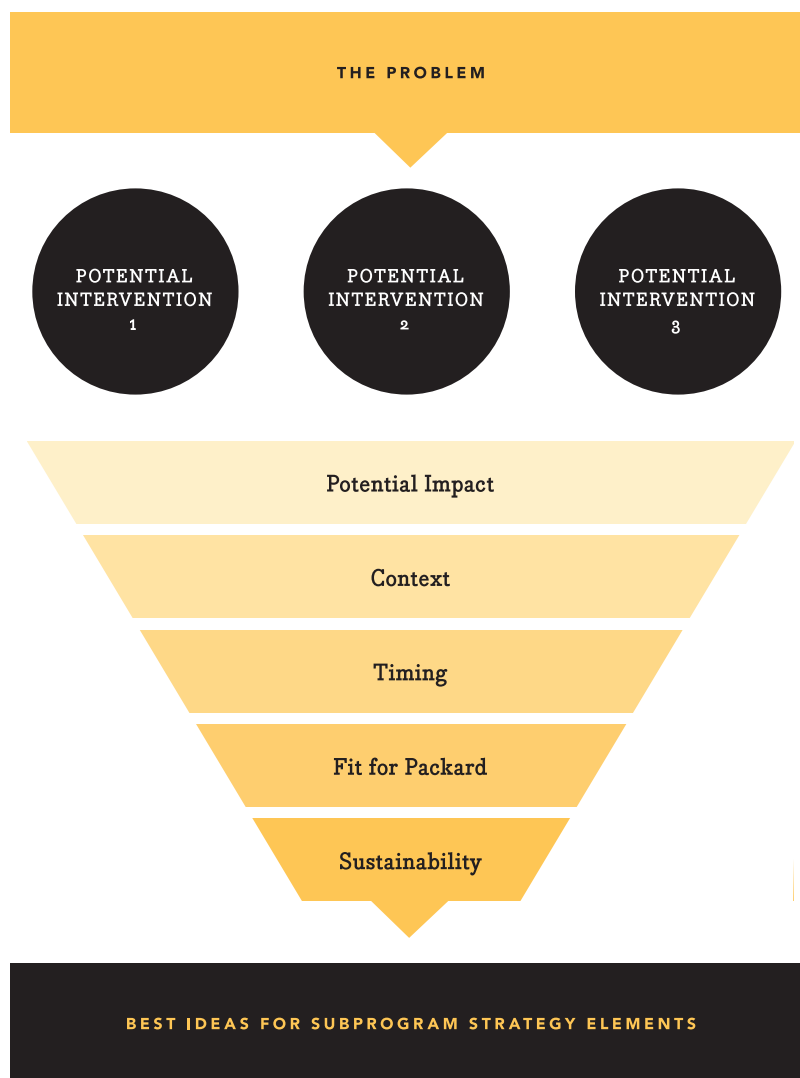 THE PROBLEM
POTENTIAL
INTERVENTION
1
POTENTIAL
INTERVENTION
2
POTENTIAL
INTERVENTION
3
Potential Impact
Context
Timing
Fit for Packard
Sustainability
BEST IDEAS FOR SUBPROGRAM STRATEGY ELEMENTS